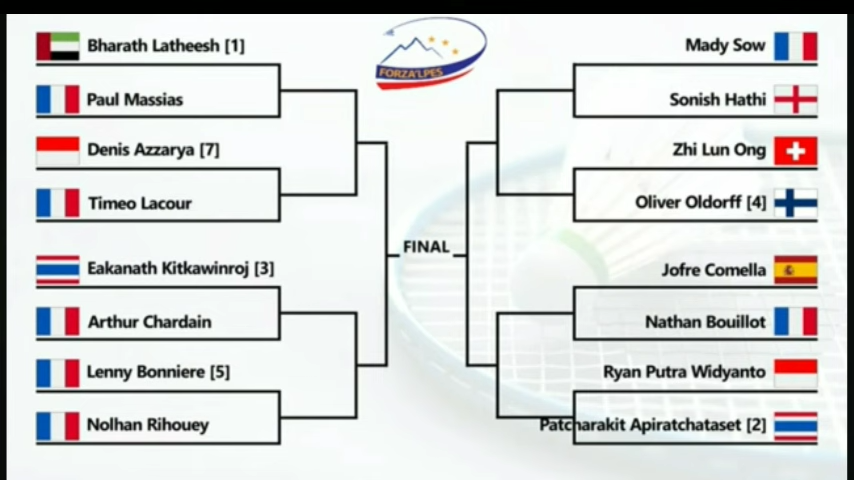 Bharath Latheesh [1]
Paul Massias
Denis Azzarya [7]
Timeo Lacour
Eakanath Kitkawinroj [3]
Arthur Chardain
Lenny Bonniere [5]
Nolhan Rihouey
FORZA'LPES
FINAL
Mady Sow
Sonish Hathi
Zhi Lun Ong
Oliver Oldorff [4]
Jofre Comella
Nathan Bouillot
Ryan Putra Widyanto
Patcharakit Apiratchataset [2]